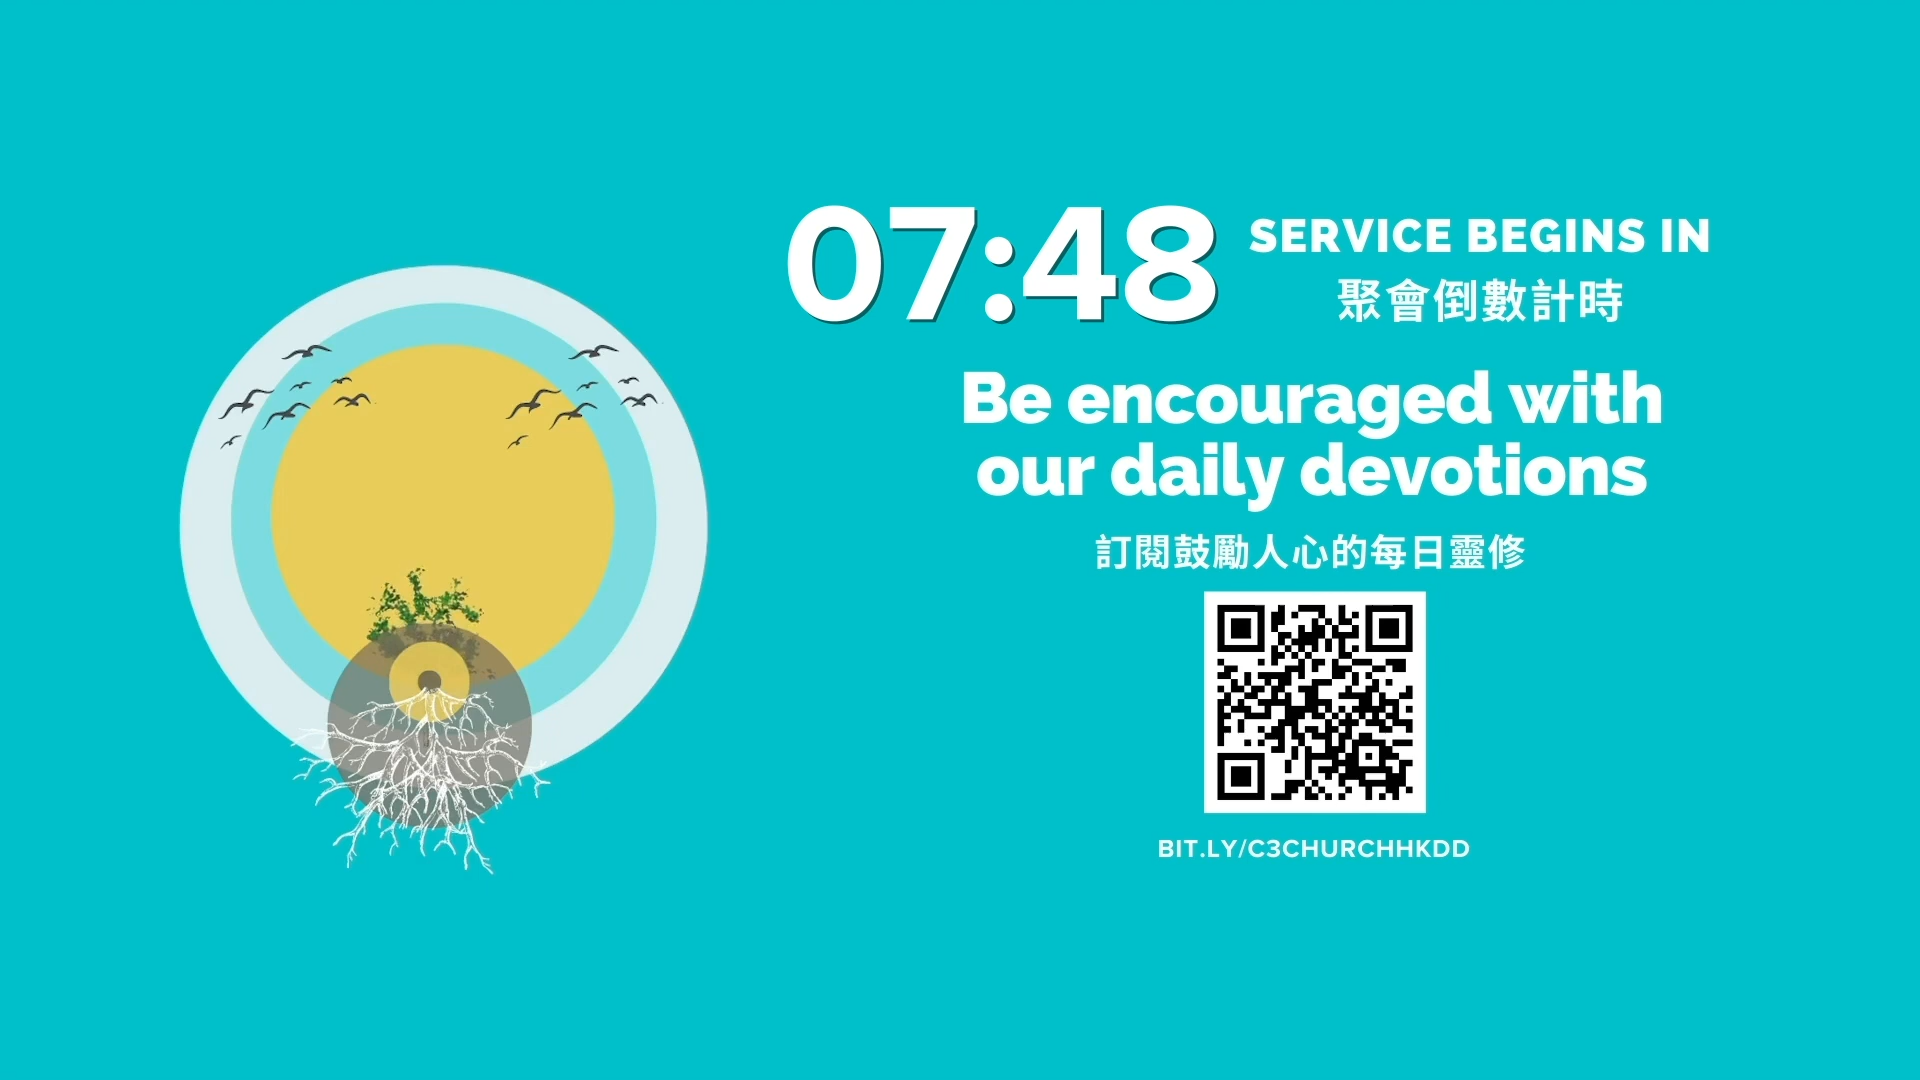 07:48
SERVICE BEGINS IN
聚會倒數計時
Be encouraged with
our daily devotions
訂閱鼓勵人心的每日靈修
BIT.LY/C3CHURCHHKDD